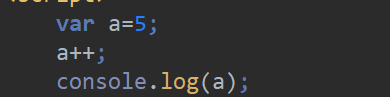 var a=5;
a++;
console.log(a);